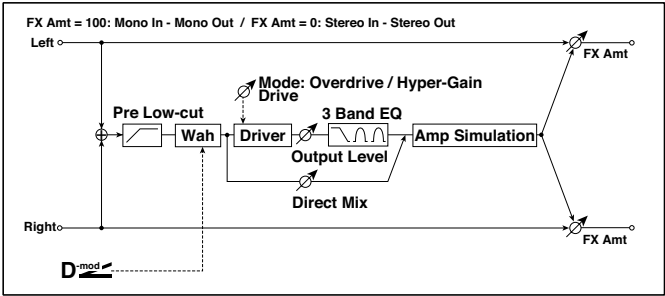 FX Amt = 100: Mono In - Mono Out / FX Amt = 0: Stereo In - Stereo Out
Left
FX Amt
Mode: Overdrive / Hyper-Gain
Drive
Pre Low-cut
3 Band EQ
Wah
Driver
Amp Simulation
Output Level
Direct Mix
Right
FX Amt
D-mod